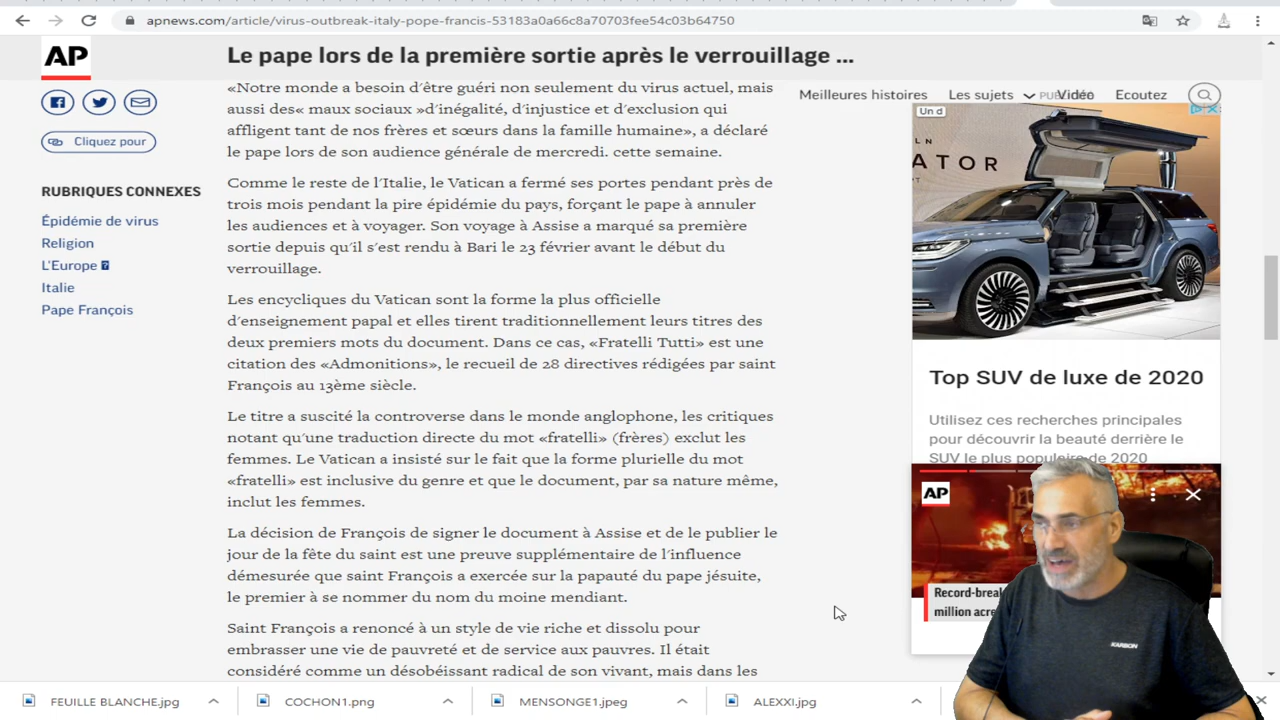 apnews.com/article/virus-outbreak-italy-pope-francis-53183a0a66c8a70703fee54c03b64750
AP
Le pape lors de la première sortie après le verrouillage ...
Meilleures histoires Les sujets Vidéo Ecoutez
Cliquez pour
RUBRIQUES CONNEXES
Épidémie de virus
Religion
L'Europe
Italie
Pape François
«Notre monde a besoin d'être guéri non seulement du virus actuel, mais
aussi des« maux sociaux »d'inégalité, d'injustice et d'exclusion qui
affligent tant de nos frères et sœurs dans la famille humaine», a déclaré
le pape lors de son audience générale de mercredi. cette semaine.
Comme le reste de l'Italie, le Vatican a fermé ses portes pendant près de
trois mois pendant la pire épidémie du pays, forçant le pape à annuler
les audiences et à voyager. Son voyage à Assise a marqué sa première
sortie depuis qu'il s'est rendu à Bari le 23 février avant le début du
verrouillage.
Les encycliques du Vatican sont la forme la plus officielle
d'enseignement papal et elles tirent traditionnellement leurs titres des
deux premiers mots du document. Dans ce cas, «Fratelli Tutti» est une
citation des «Admonitions», le recueil de 28 directives rédigées par saint
François au 13ème siècle.
Le titre a suscité la controverse dans le monde anglophone, les critiques
notant qu'une traduction directe du mot «fratelli» (frères) exclut les
femmes. Le Vatican a insisté sur le fait que la forme plurielle du mot
«fratelli» est inclusive du genre et que le document, par sa nature même,
inclut les femmes.
La décision de François de signer le document à Assise et de le publier le
jour de la fête du saint est une preuve supplémentaire de l'influence
démesurée que saint François a exercée sur la papauté du pape jésuite,
le premier à se nommer du nom du moine mendiant.
Saint François a renoncé à un style de vie riche et dissolu pour
embrasser une vie de pauvreté et de service aux pauvres. Il était
considéré comme un désobéissant radical de son vivant, mais dans les
Un d
LN
ATOR
Top SUV de luxe de 2020
Utilisez ces recherches principales
pour découvrir la beauté derrière le
SUV le plus populaire de 2020
AP
Record-brea
million acre
KARBON
FEUILLE BLANCHE.jpg
COCHON1.png
MENSONGE1.jpeg
ALEXXI.jpg